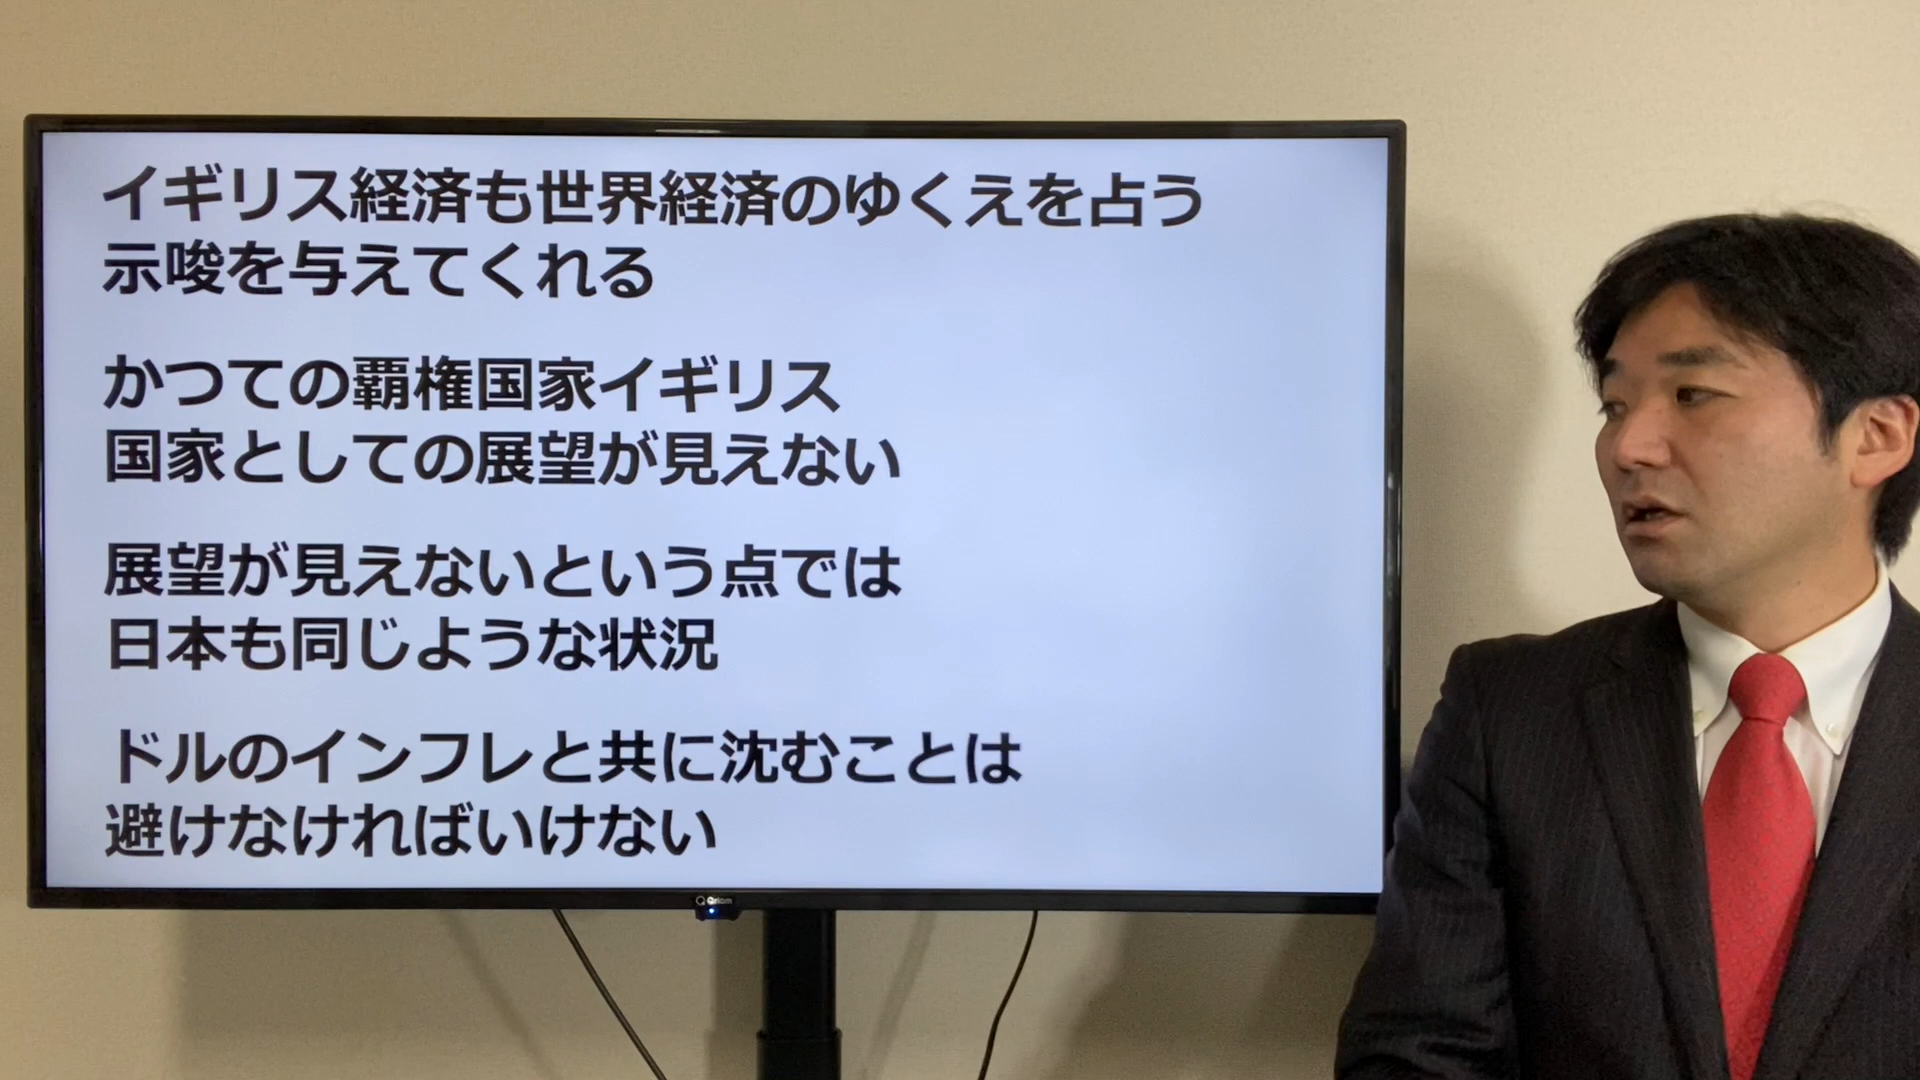 イギリス経済も世界経済のゆくえを占う
示唆を与えてくれる
かつての覇権国家イギリス
国家としての展望が見えない
展望が見えないという点では
日本も同じような状況
ドルのインフレと共に沈むことは
避けなければいけない
Qriom